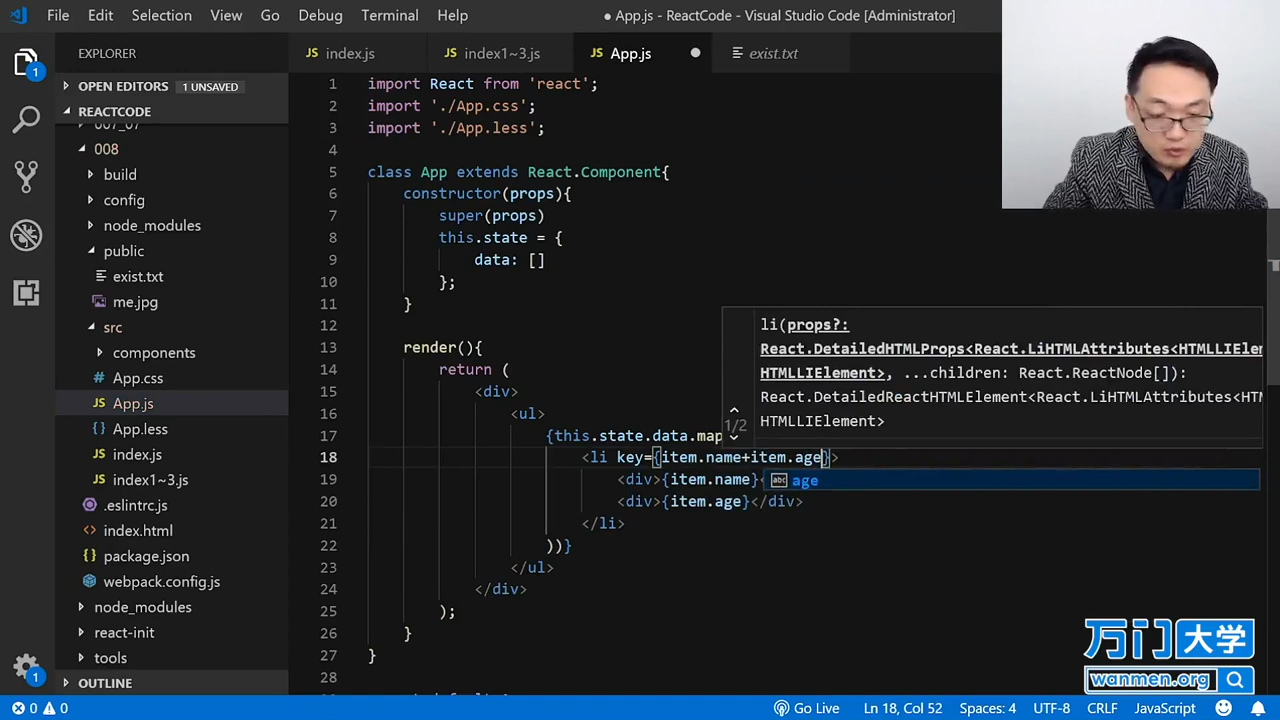 File Edit Selection View Go Debug Terminal Help
● App.js - ReactCode - Visual Studio Code [Administrator]
EXPLORER
JS index.js
JS index1~3.js
JS App.js ●
exist.txt
1
OPEN EDITORS 1 UNSAVED
REACTCODE
008
build
config
node_modules
public
exist.txt
me.jpg
src
components
# App.css
JS App.js
App.less
JS index.js
JS index1~3.js
.eslintrc.js
<> index.html
{} package.json
webpack.config.js
node_modules
react-init
tools
OUTLINE
1
1 import React from 'react';
2 import './App.css';
3 import './App.less';
4
5 class App extends React.Component{
6 constructor(props){
7 super(props)
8 this.state = {
9 data: []
10 };
11 }
12
13 render(){
14 return (
15 <div>
16 <ul>
17 {this.state.data.map
18 <li key={item.name+item.age}>
19 <div>{item.name}
20 <div>{item.age}</div>
21 </li>
22 ))}
23 </ul>
24 </div>
25 );
26 }
27 }
28
li(props?:
React.DetailedHTMLProps<React.LiHTMLAttributes<HTMLLIElem
HTMLLIElement>, ...children: React.ReactNode[]):
React.DetailedReactHTMLElement<React.LiHTMLAttributes<HT
HTMLLIElement>
1/2
abc age
万门大学
wanmen.org
0 0
Go Live
Ln 18, Col 52
Spaces: 4
UTF-8
CRLF
JavaScript